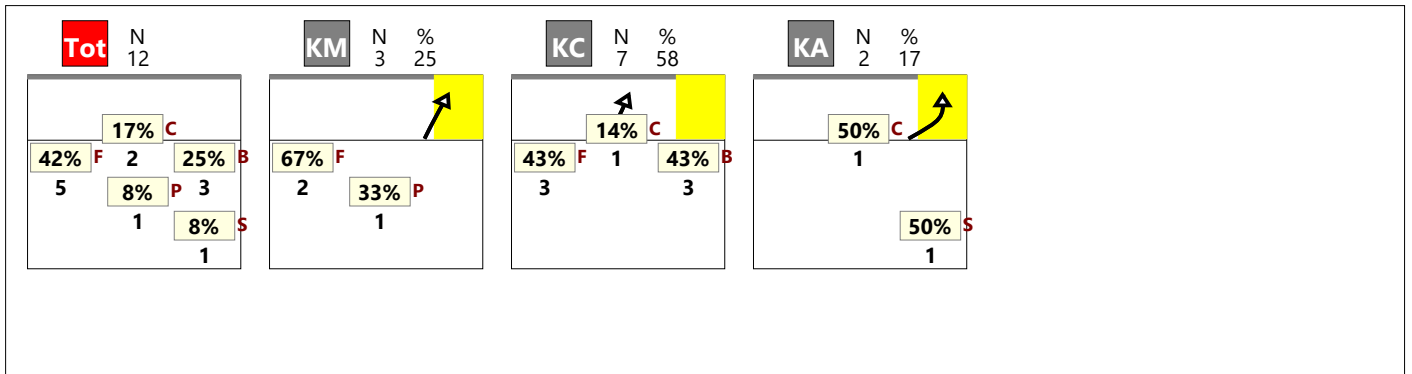 Tot N
12
17% C
2
42% F
5
25% B
3
8% P
1
8% S
1
KM N %
3 25
67% F
2
33% P
1
KC N %
7 58
14% C
1
43% F
3
43% B
3
KA N %
2 17
50% C
1
50% S
1